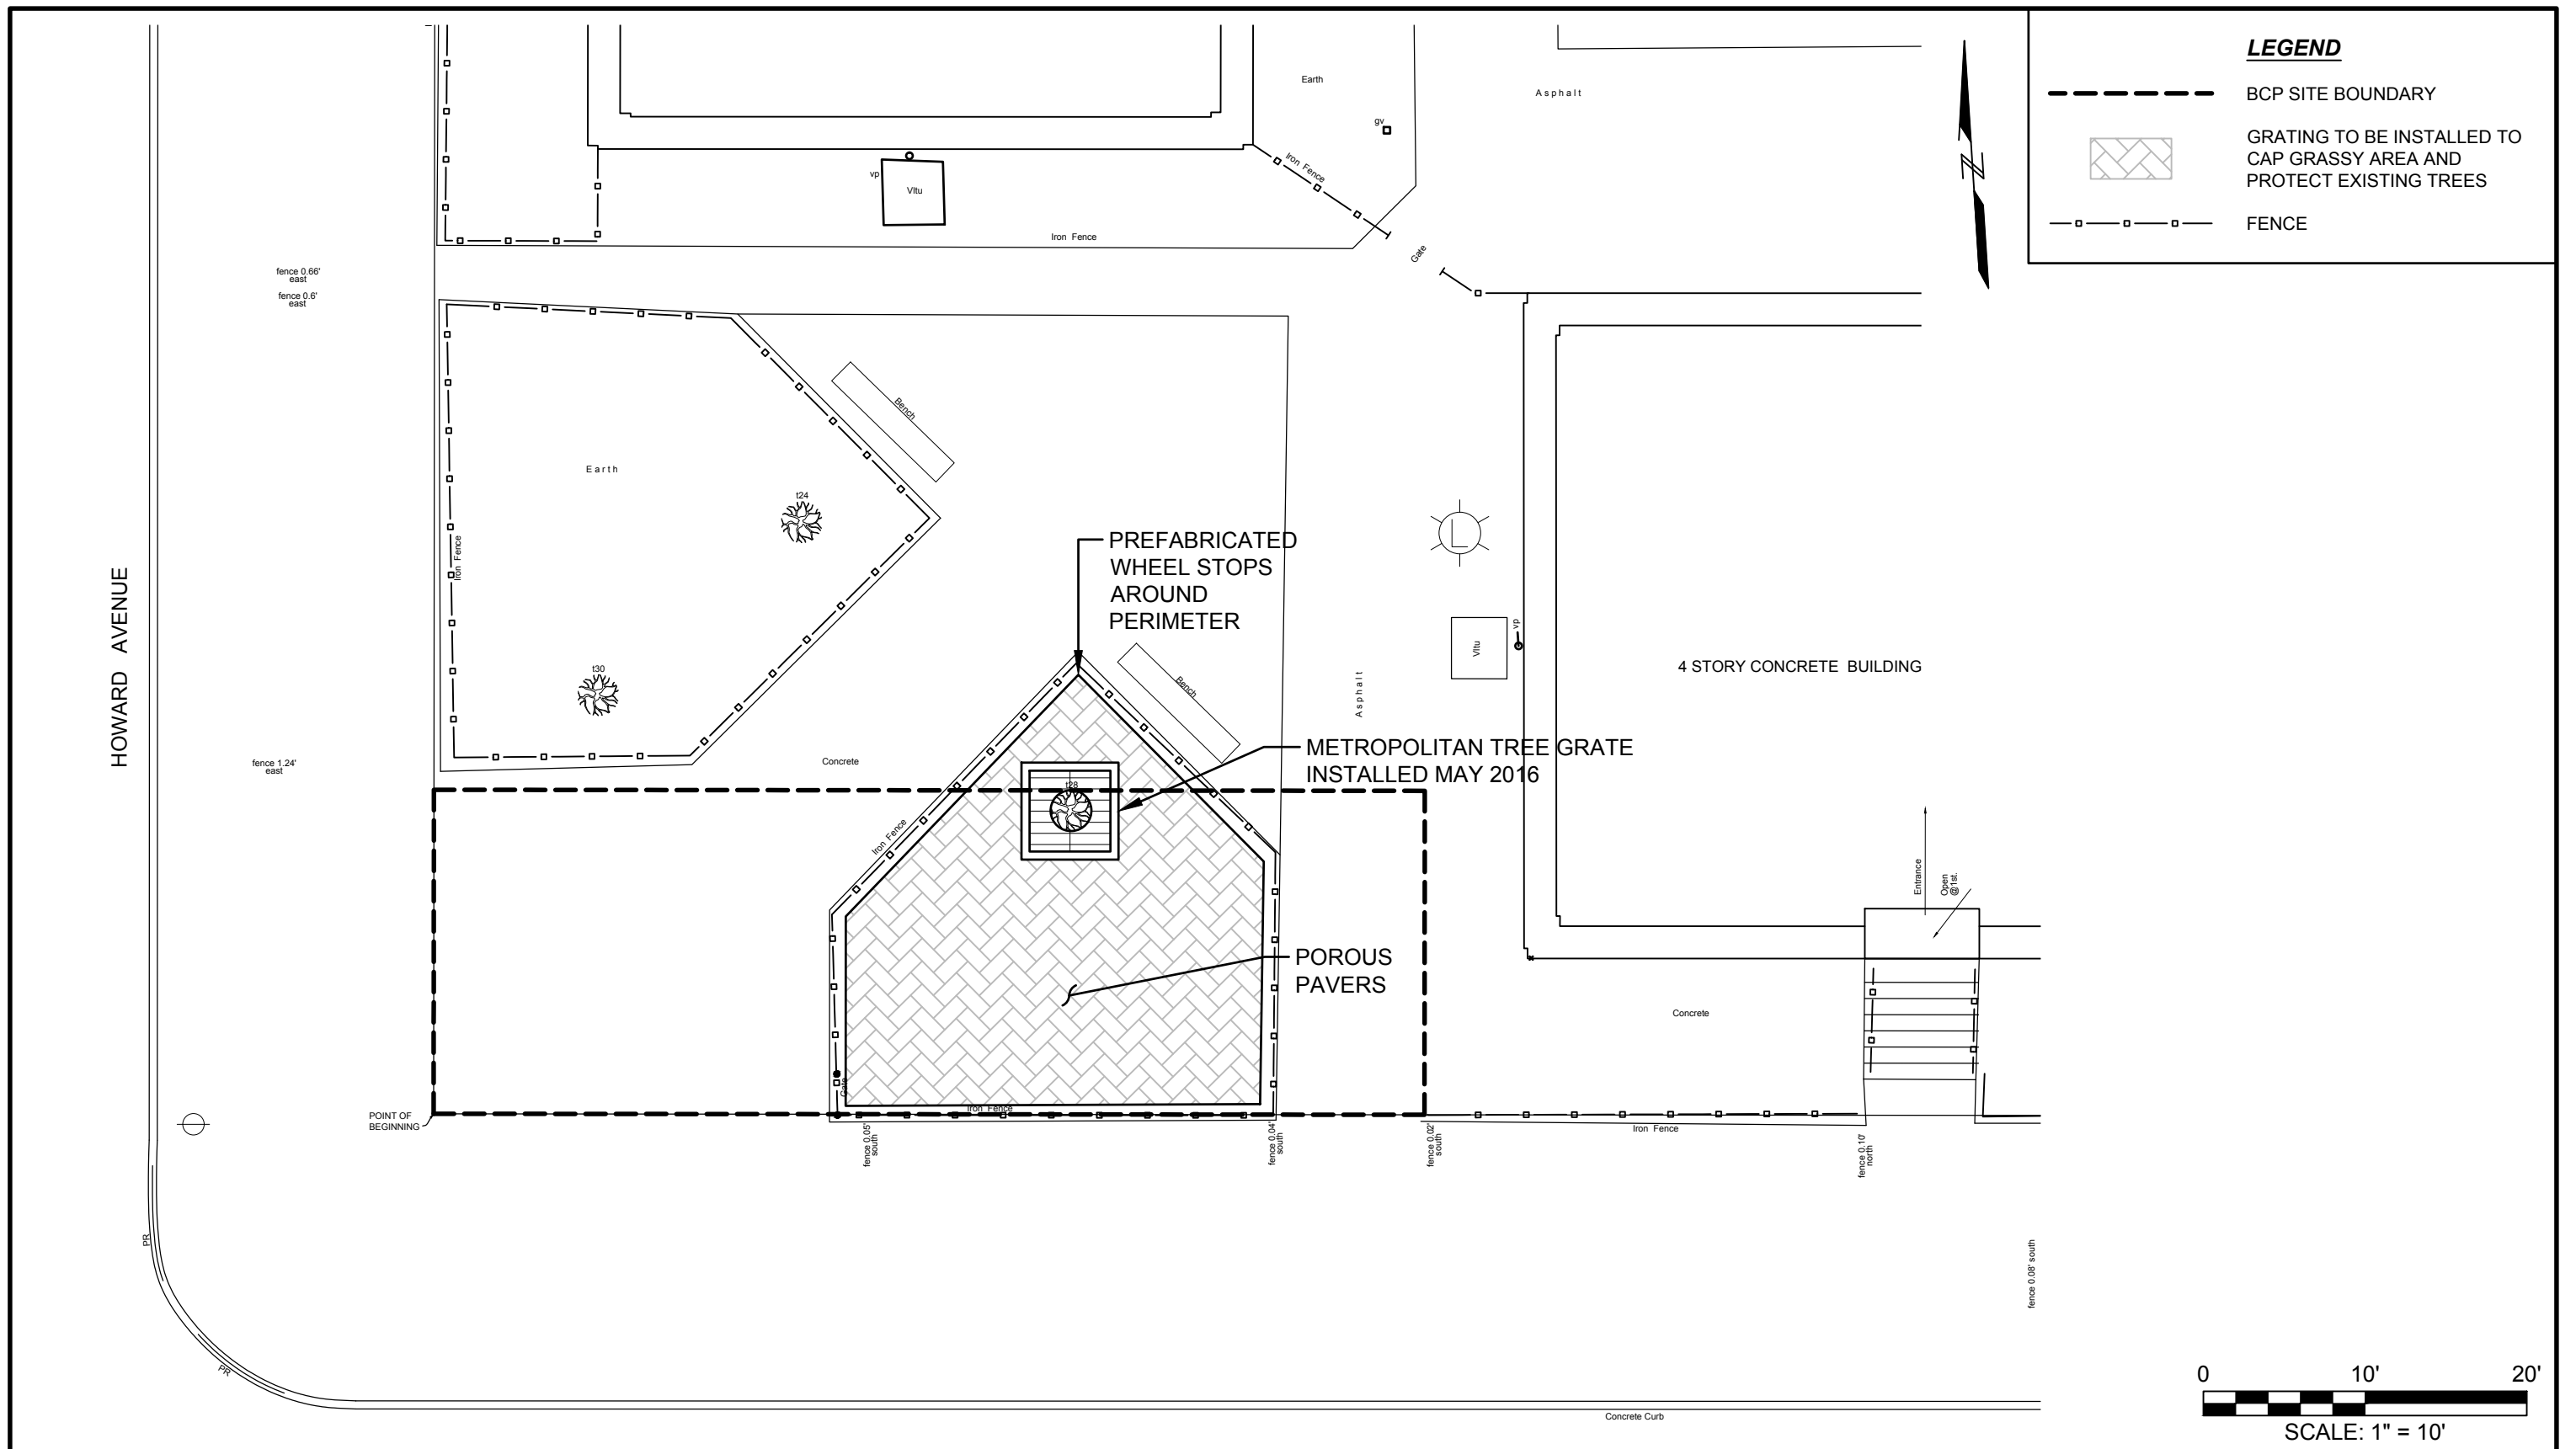 LEGEND
BCP SITE BOUNDARY
GRATING TO BE INSTALLED TO
CAP GRASSY AREA AND
PROTECT EXISTING TREES
FENCE
Earth
Asphalt
gv
Iron Fence
vp
Vltu
Iron Fence
Gate
fence 0.66'
east
fence 0.6'
east
Bench
Earth
t24
Iron Fence
PREFABRICATED
WHEEL STOPS
AROUND
PERIMETER
L
HOWARD AVENUE
t30
vp
Vltu
4 STORY CONCRETE BUILDING
Bench
Asphalt
METROPOLITAN TREE GRATE
INSTALLED MAY 2016
fence 1.24'
east
Concrete
t28
Iron Fence
Entrance
Open
@1st.
POROUS
PAVERS
Concrete
Gate
Iron Fence
POINT OF
BEGINNING
fence 0.05'
south
fence 0.04'
south
fence 0.02'
south
Iron Fence
fence 0.10'
north
PR
fence 0.08' south
PR
Concrete Curb
0 10' 20'
SCALE: 1" = 10'